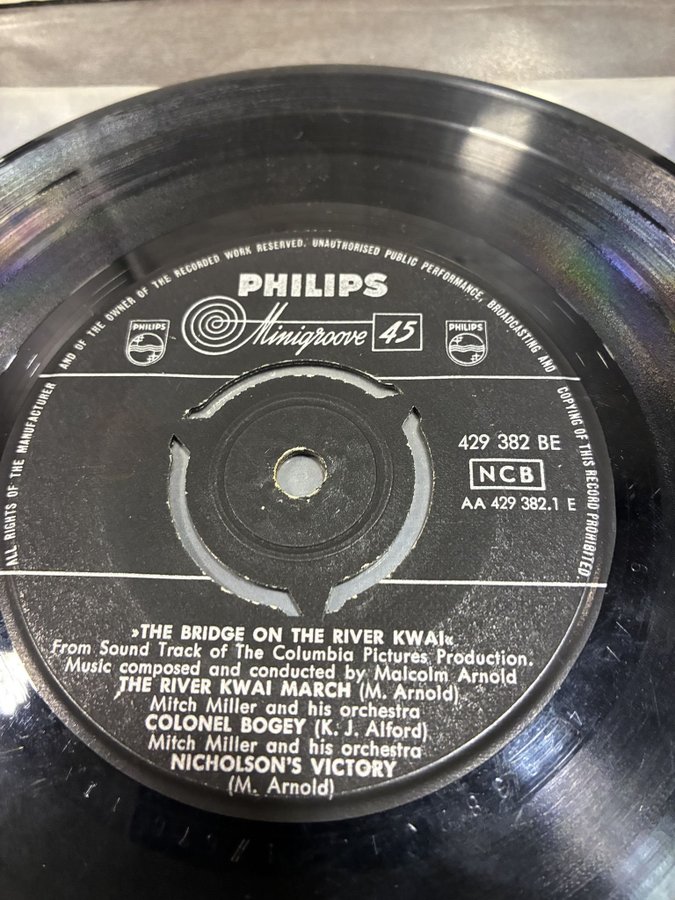 ALL RIGHTS OF THE MANUFACTURER AND OF THE OWNER OF THE RECORDED WORK RESERVED. UNAUTHORISED PUBLIC PERFORMANCE, BROADCASTING AND COPYING OF THIS RECORD PROHIBITED
PHILIPS
PHILIPS Minigroove 45 PHILIPS
429 382 BE
NCB
AA 429 382.1 E
»THE BRIDGE ON THE RIVER KWAI«
From Sound Track of The Columbia Pictures Production.
Music composed and conducted by Malcolm Arnold
THE RIVER KWAI MARCH (M. Arnold)
Mitch Miller and his orchestra
COLONEL BOGEY (K. J. Alford)
Mitch Miller and his orchestra
NICHOLSON'S VICTORY
(M. Arnold)